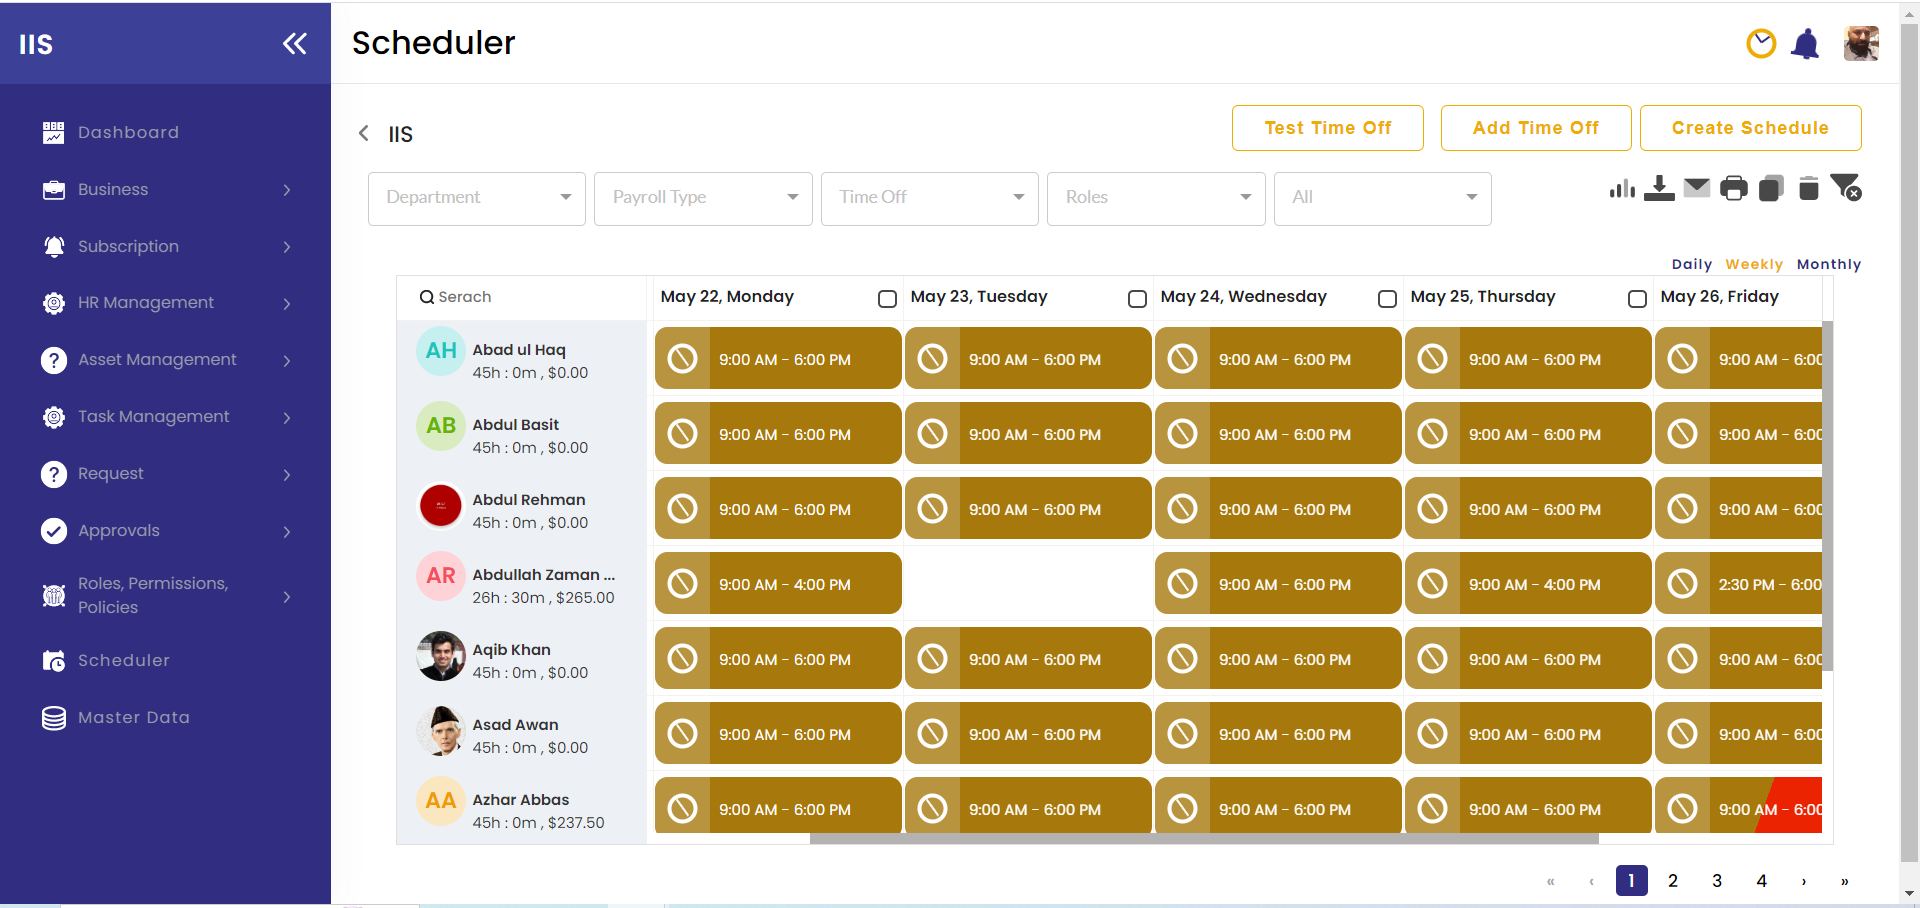 IIS
Scheduler
Dashboard
Business
Subscription
HR Management
Asset Management
Task Management
Request
Approvals
Roles, Permissions,
Policies
Scheduler
Master Data
IIS
Test Time Off
Add Time Off
Create Schedule
Department
Payroll Type
Time Off
Roles
All
Daily Weekly Monthly
Serach May 22, Monday May 23, Tuesday May 24, Wednesday May 25, Thursday May 26, Friday
AH Abad ul Haq
45h : 0m , $0.00
9:00 AM - 6:00 PM 9:00 AM - 6:00 PM 9:00 AM - 6:00 PM 9:00 AM - 6:00 PM 9:00 AM - 6:00
AB Abdul Basit
45h : 0m , $0.00
9:00 AM - 6:00 PM 9:00 AM - 6:00 PM 9:00 AM - 6:00 PM 9:00 AM - 6:00 PM 9:00 AM - 6:00
Abdul Rehman
45h : 0m , $0.00
9:00 AM - 6:00 PM 9:00 AM - 6:00 PM 9:00 AM - 6:00 PM 9:00 AM - 6:00 PM 9:00 AM - 6:00
AR Abdullah Zaman ...
26h : 30m , $265.00
9:00 AM - 4:00 PM 9:00 AM - 6:00 PM 9:00 AM - 4:00 PM 2:30 PM - 6:00
Aqib Khan
45h : 0m , $0.00
9:00 AM - 6:00 PM 9:00 AM - 6:00 PM 9:00 AM - 6:00 PM 9:00 AM - 6:00 PM 9:00 AM - 6:00
Asad Awan
45h : 0m , $0.00
9:00 AM - 6:00 PM 9:00 AM - 6:00 PM 9:00 AM - 6:00 PM 9:00 AM - 6:00 PM 9:00 AM - 6:00
AA Azhar Abbas
45h : 0m , $237.50
9:00 AM - 6:00 PM 9:00 AM - 6:00 PM 9:00 AM - 6:00 PM 9:00 AM - 6:00 PM 9:00 AM - 6:00
« ‹ 1 2 3 4 › »